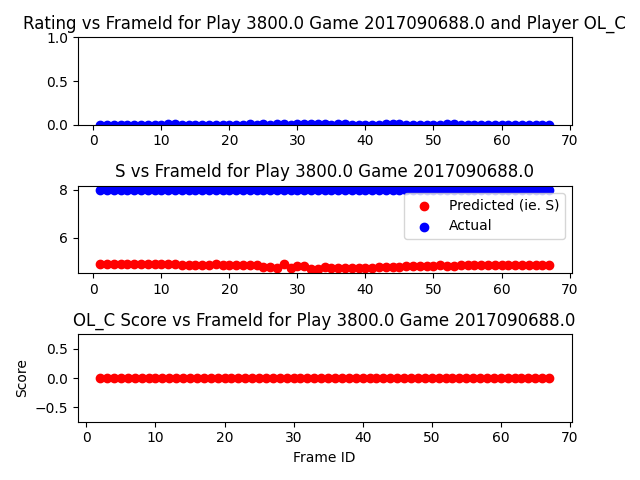 Rating vs FrameId for Play 3800.0 Game 2017090688.0 and Player OL_C
1.0
0.5
0.0
0 10 20 30 40 50 60 70
S vs FrameId for Play 3800.0 Game 2017090688.0
8
6
Predicted (ie. S)
Actual
0 10 20 30 40 50 60 70
OL_C Score vs FrameId for Play 3800.0 Game 2017090688.0
Score
0.5
0.0
−0.5
0 10 20 30 40 50 60 70
Frame ID